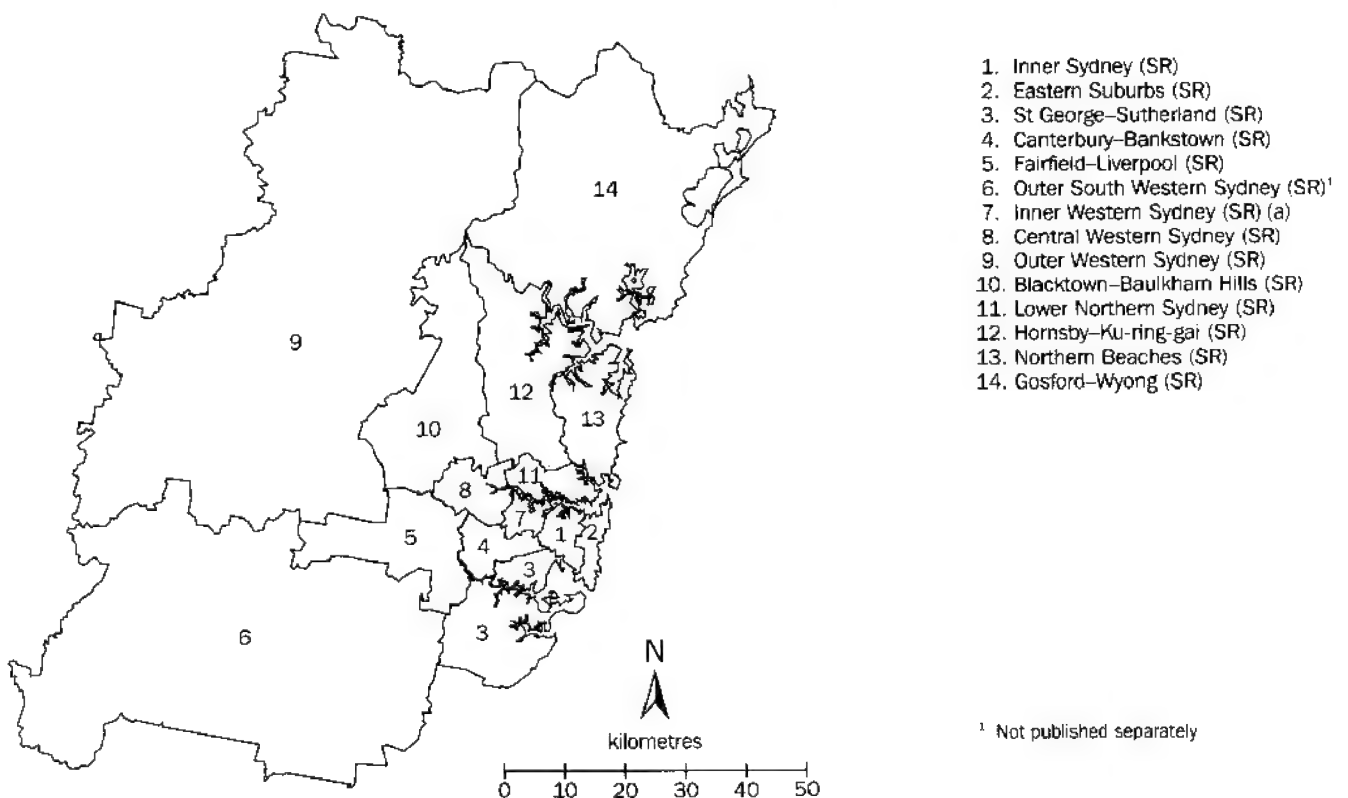 1. Inner Sydney (SR)
2. Eastern Suburbs (SR)
3. St George–Sutherland (SR)
4. Canterbury–Bankstown (SR)
5. Fairfield–Liverpool (SR)
6. Outer South Western Sydney (SR)¹
7. Inner Western Sydney (SR) (a)
8. Central Western Sydney (SR)
9. Outer Western Sydney (SR)
10. Blacktown–Baulkham Hills (SR)
11. Lower Northern Sydney (SR)
12. Hornsby–Ku-ring-gai (SR)
13. Northern Beaches (SR)
14. Gosford–Wyong (SR)
14
9
12
13
10
11
8
7
5
4
1
2
3
3
6
N
kilometres
0 10 20 30 40 50
¹ Not published separately